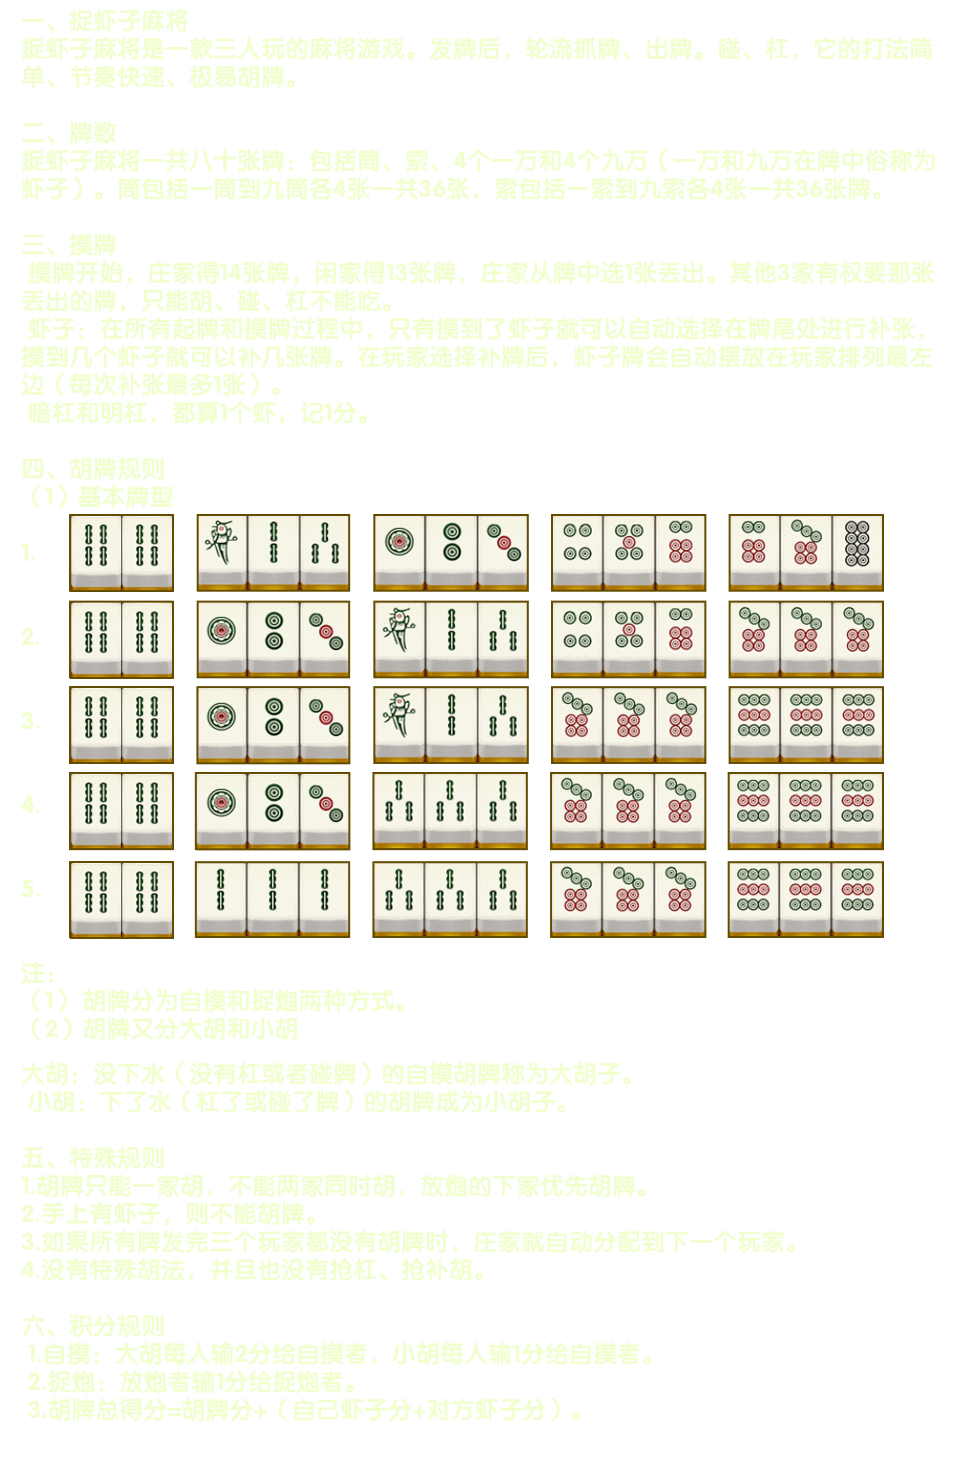 一、捉虾子麻将
捉虾子麻将是一款三人玩的麻将游戏。发牌后，轮流抓牌、出牌。碰、杠，它的打法简
单、节奏快速、极易胡牌。
二、牌数
捉虾子麻将一共八十张牌：包括筒、索、4个一万和4个九万（一万和九万在牌中俗称为
虾子）。筒包括一筒到九筒各4张一共36张，索包括一索到九索各4张一共36张牌。
三、摸牌
摸牌开始，庄家得14张牌，闲家得13张牌，庄家从牌中选1张丢出。其他3家有权要那张
丢出的牌，只能胡、碰、杠不能吃。
虾子：在所有起牌和摸牌过程中，只有摸到了虾子就可以自动选择在牌尾处进行补张，
摸到几个虾子就可以补几张牌。在玩家选择补牌后，虾子牌会自动摆放在玩家排列最左
边（每次补张最多1张）。
暗杠和明杠，都算1个虾，记1分。
四、胡牌规则
（1）基本牌型
1.
2.
3.
4.
5.
注：
（1） 胡牌分为自摸和捉炮两种方式。
（2）胡牌又分大胡和小胡
大胡：没下水（没有杠或者碰牌）的自摸胡牌称为大胡子。
小胡：下了水（杠了或碰了牌）的胡牌成为小胡子。
五、特殊规则
1.胡牌只能一家胡，不能两家同时胡，放炮的下家优先胡牌。
2.手上有虾子，则不能胡牌。
3.如果所有牌发完三个玩家都没有胡牌时，庄家就自动分配到下一个玩家。
4.没有特殊胡法，并且也没有抢杠、抢补胡。
六、积分规则
1.自摸：大胡每人输2分给自摸者，小胡每人输1分给自摸者。
2.捉炮：放炮者输1分给捉炮者。
3.胡牌总得分=胡牌分+（自己虾子分+对方虾子分）。